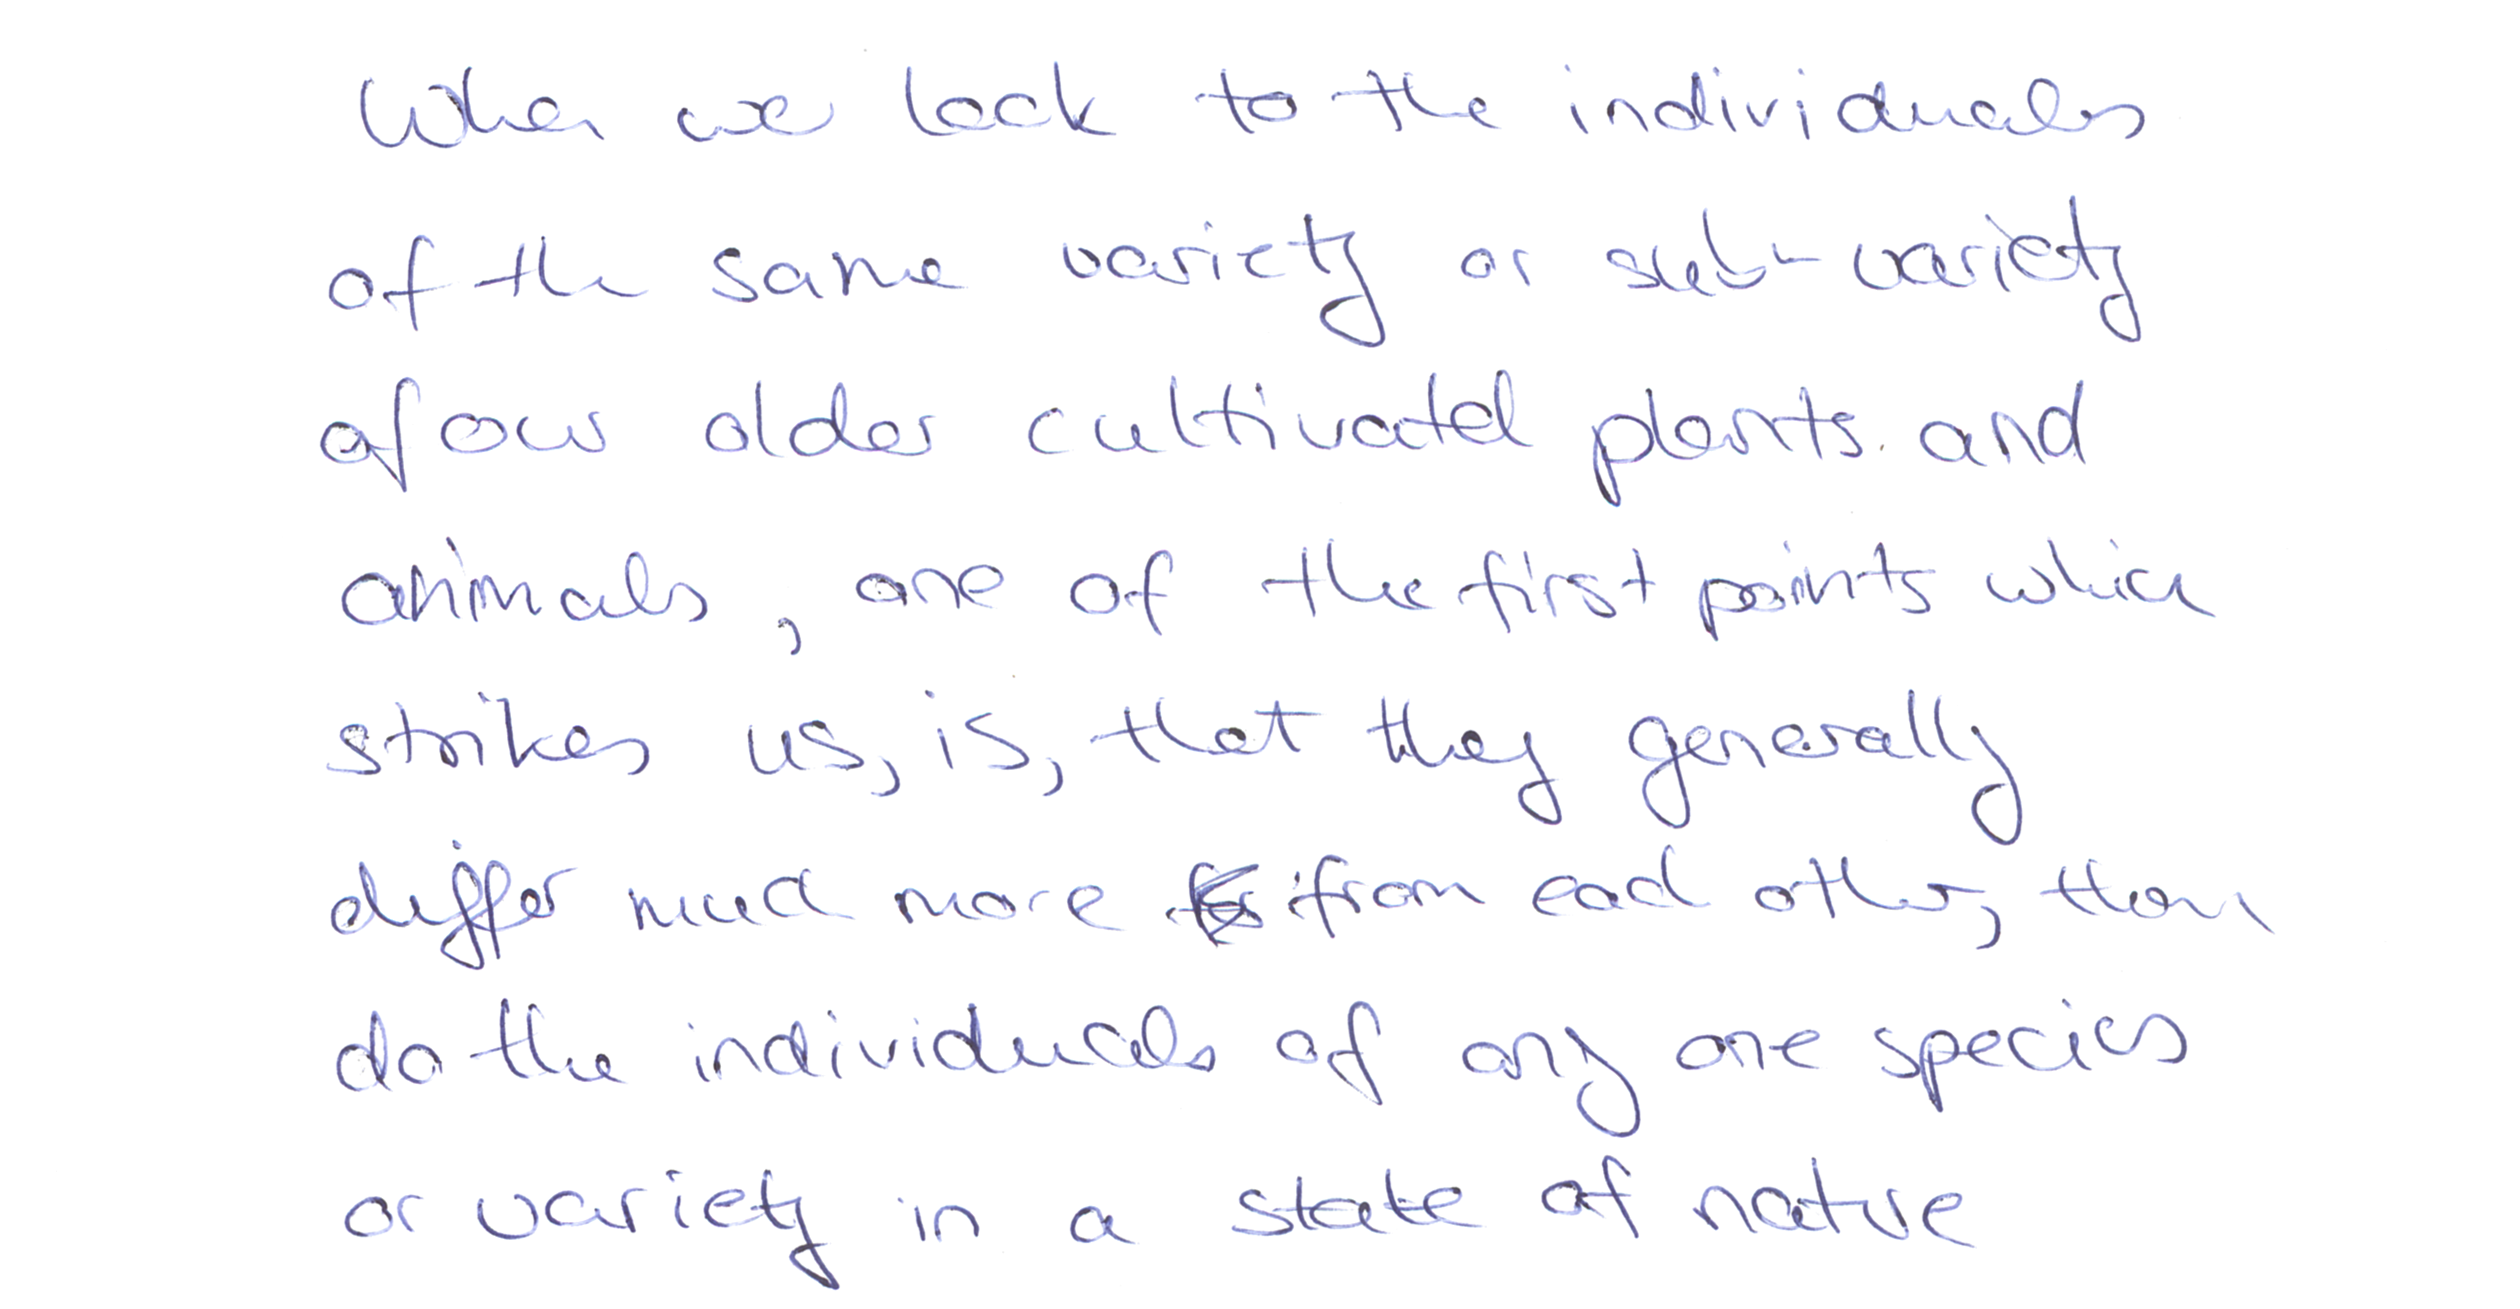 When we look to the individuals
of the same variety or sub-variety
of our older cultivated plants. and
animals, one of the first points which
strikes us, is, that they generally
differ much more from each other, than
do the individuals of any one species
or variety in a state of nature